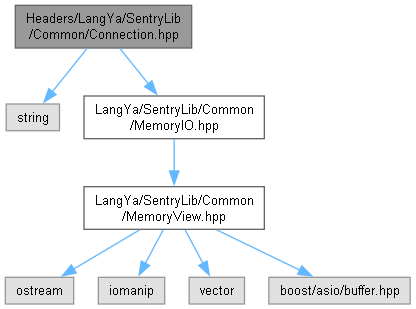 Headers/LangYa/SentryLib
/Common/Connection.hpp
string
LangYa/SentryLib/Common
/MemoryIO.hpp
LangYa/SentryLib/Common
/MemoryView.hpp
ostream
iomanip
vector
boost/asio/buffer.hpp